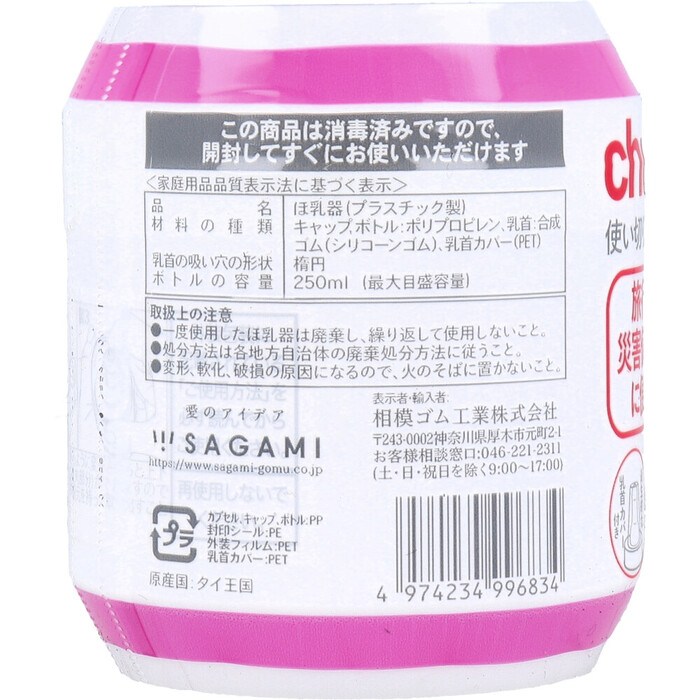 この商品は消毒済みですので、
開封してすぐにお使いいただけます
<家庭用品品質表示法に基づく表示>
品名 ほ乳器(プラスチック製)
材料の種類 キャップ、ボトル:ポリプロピレン、乳首:合成
ゴム(シリコーンゴム)、乳首カバー(PET)
乳首の吸い穴の形状 楕円
ボトルの容量 250ml (最大目盛容量)
取扱上の注意
●一度使用したほ乳器は廃棄し、繰り返して使用しないこと。
●処分方法は各地方自治体の廃棄処分方法に従うこと。
●変形、軟化、破損の原因になるので、火のそばに置かないこと。
愛のアイデア
SAGAMI
https://www.sagami-gomu.co.jp
表示者・輸入者:
相模ゴム工業株式会社
〒243-0002神奈川県厚木市元町2-1
お客様相談窓口:046-221-2311
(土・日・祝日を除く9:00~17:00)
プラ
カプセル、キャップ、ボトル:PP
封印シール:PE
外装フィルム:PET
乳首カバー:PET
原産国:タイ王国
4 974234 996834
ch
使い切
旅
災害
に
乳首カバー
付き